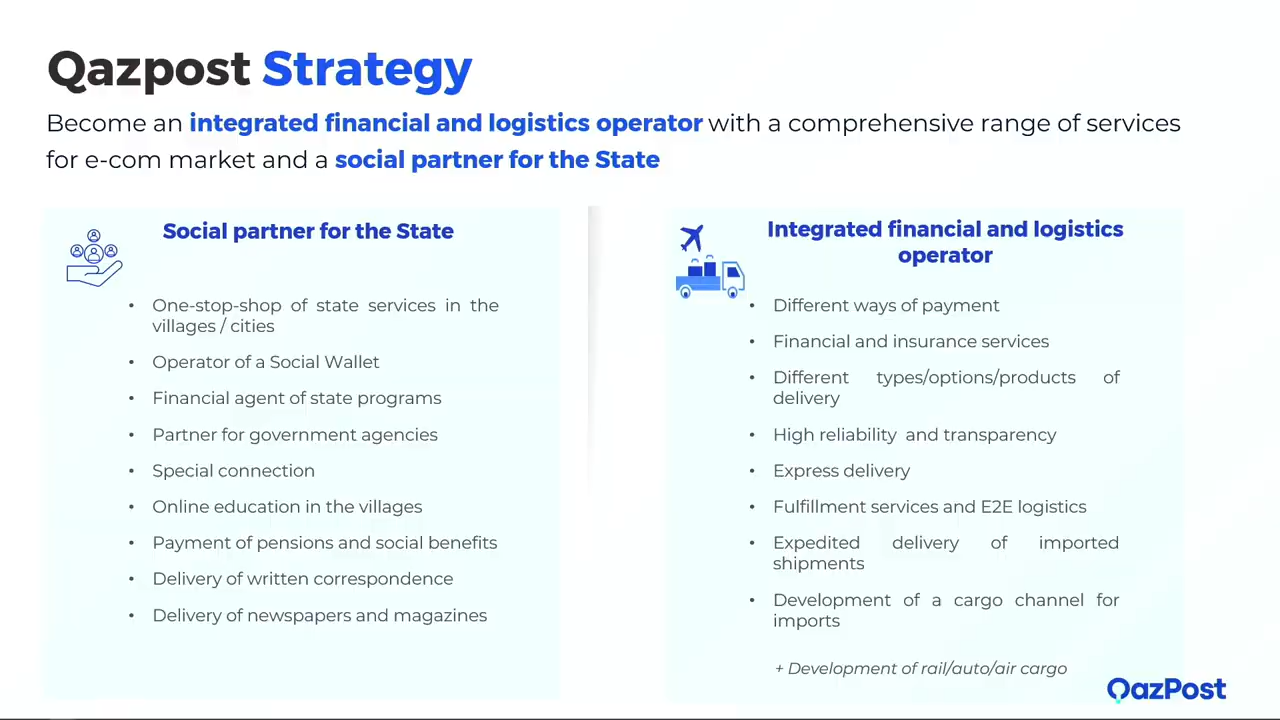 Qazpost Strategy
Become an integrated financial and logistics operator with a comprehensive range of services
for e-com market and a social partner for the State
Social partner for the State
• One-stop-shop of state services in the
villages / cities
• Operator of a Social Wallet
• Financial agent of state programs
• Partner for government agencies
• Special connection
• Online education in the villages
• Payment of pensions and social benefits
• Delivery of written correspondence
• Delivery of newspapers and magazines
Integrated financial and logistics
operator
• Different ways of payment
• Financial and insurance services
• Different types/options/products of
delivery
• High reliability and transparency
• Express delivery
• Fulfillment services and E2E logistics
• Expedited delivery of imported
shipments
• Development of a cargo channel for
imports
+ Development of rail/auto/air cargo
QazPost